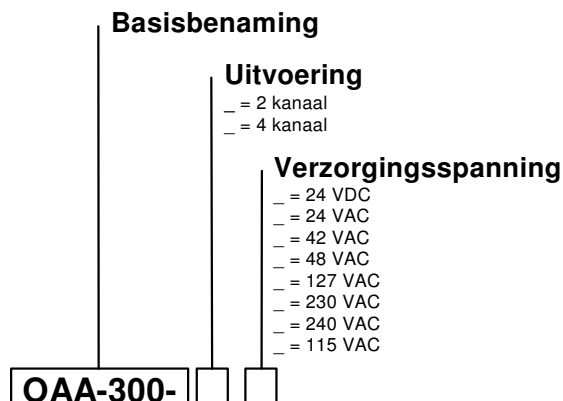 Basisbenaming
Uitvoering
_ = 2 kanaal
_ = 4 kanaal
Verzorgingsspanning
_ = 24 VDC
_ = 24 VAC
_ = 42 VAC
_ = 48 VAC
_ = 127 VAC
_ = 230 VAC
_ = 240 VAC
_ = 115 VAC
OAA-300-